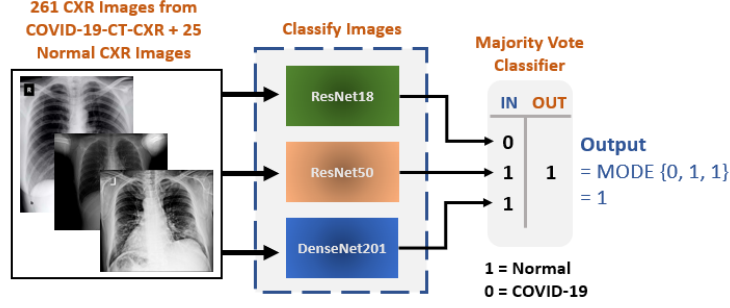 261 CXR Images from
COVID-19-CT-CXR + 25
Normal CXR Images
Classify Images
ResNet18
ResNet50
DenseNet201
Majority Vote
Classifier
IN OUT
0
1 1
1
1 = Normal
0 = COVID-19
Output
= MODE {0, 1, 1}
= 1